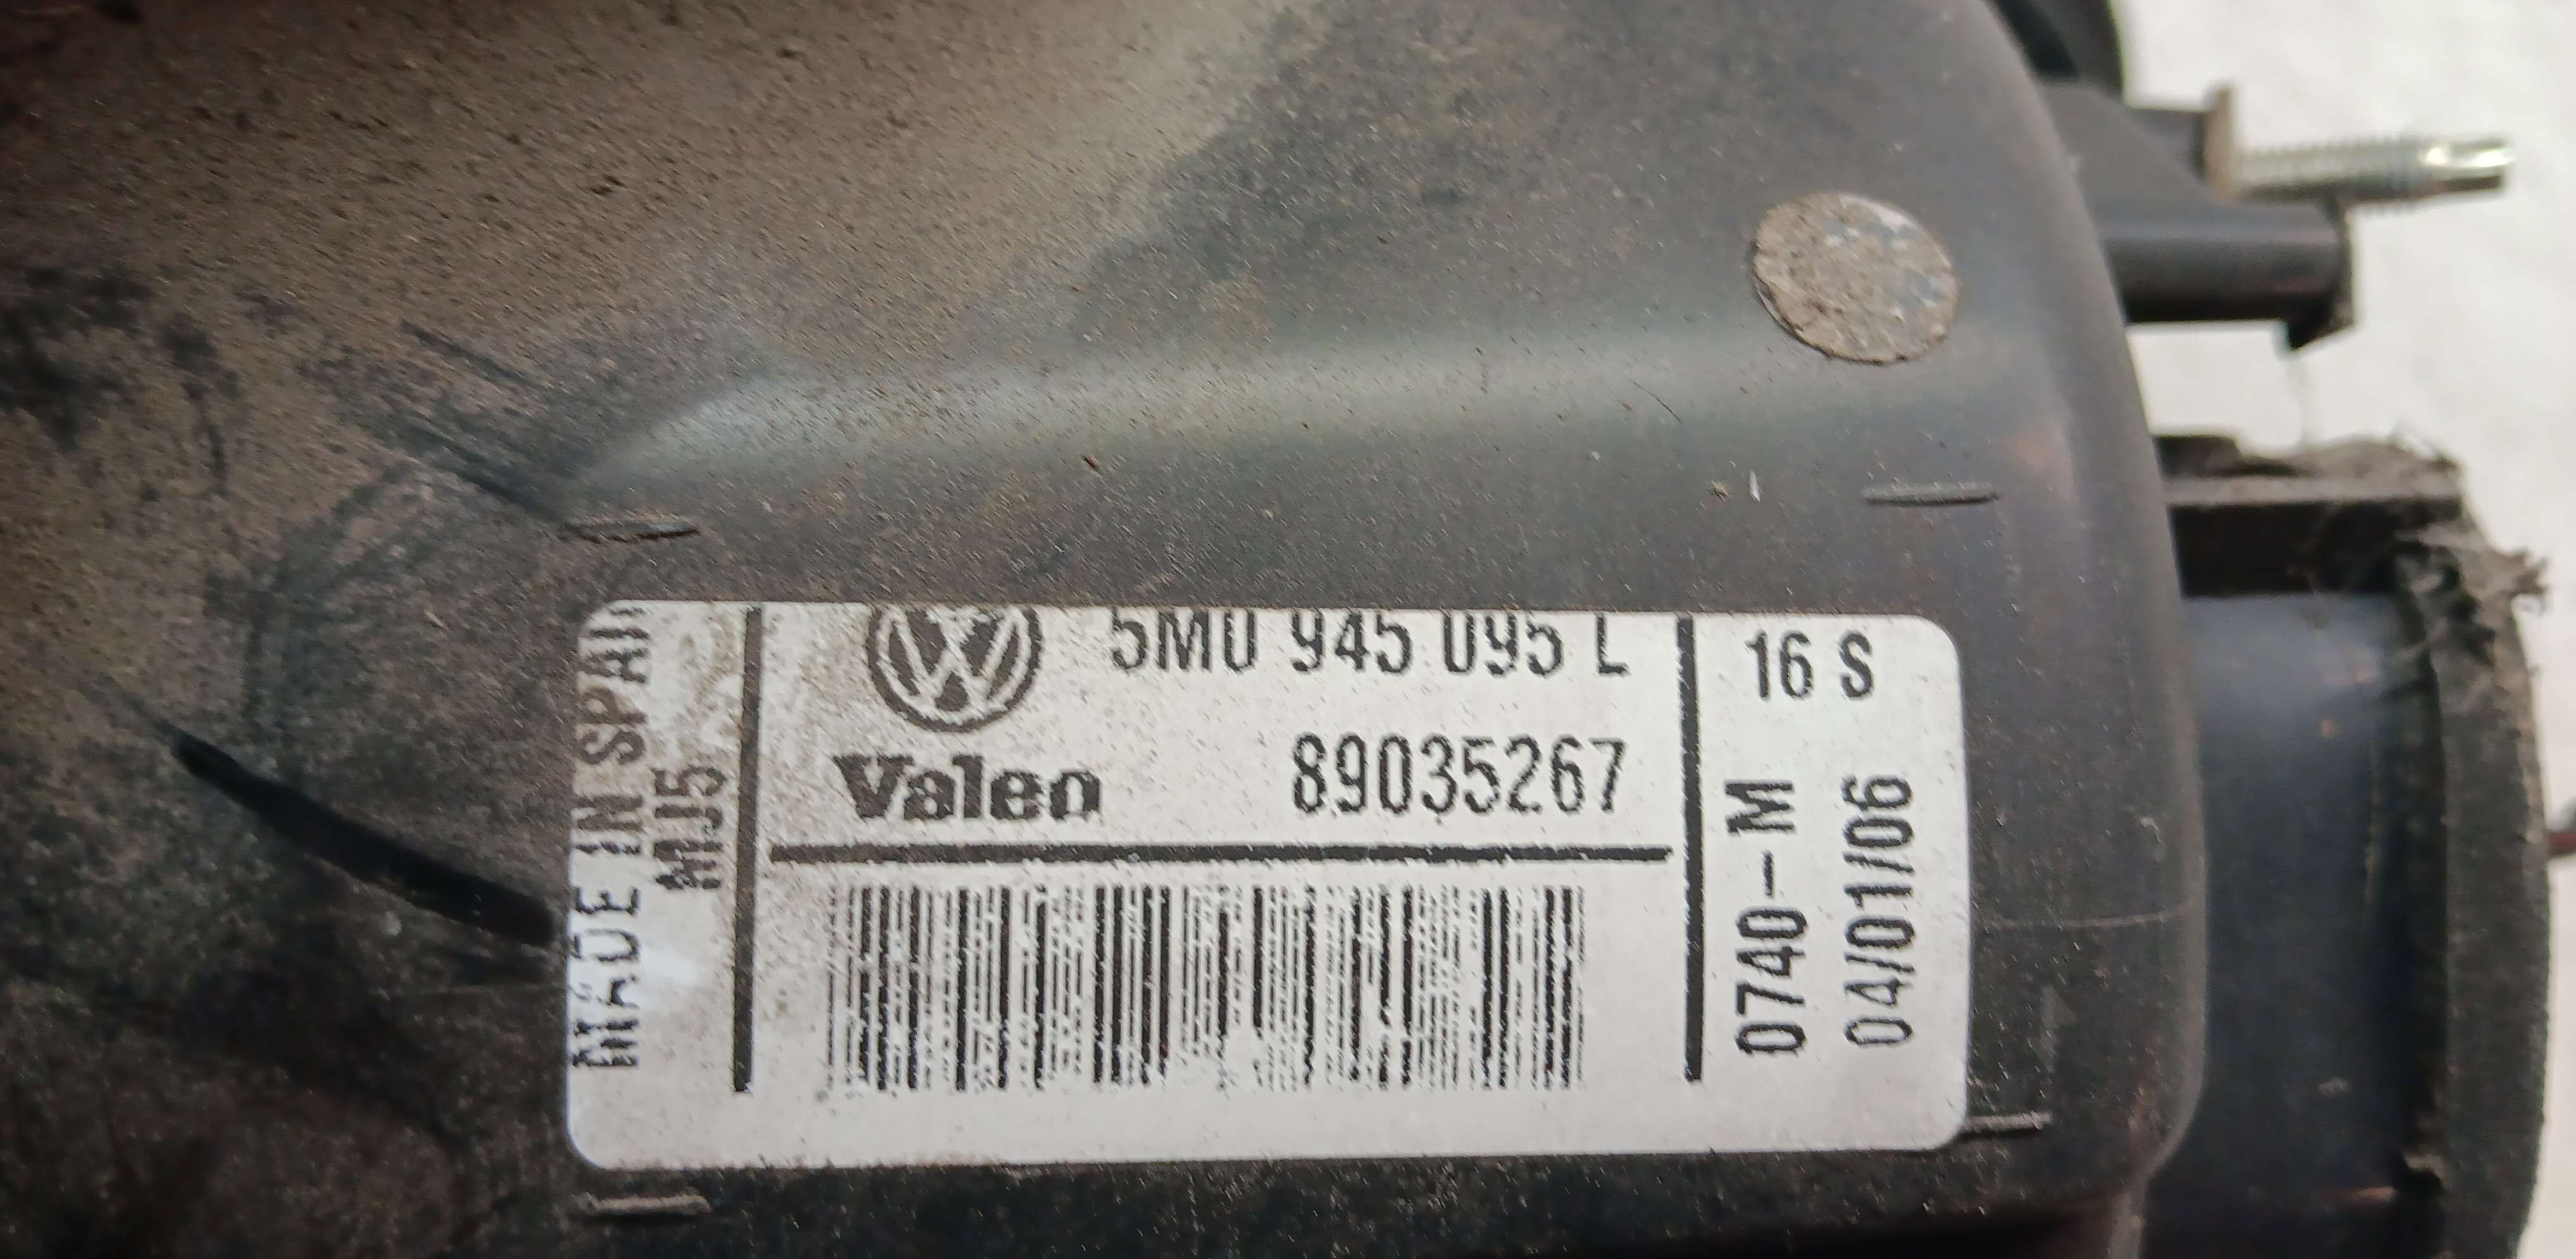 MADE IN SPAIN
MJ5
5M0 945 095 L
Valeo 89035267
16 S
0740-M
04/01/06